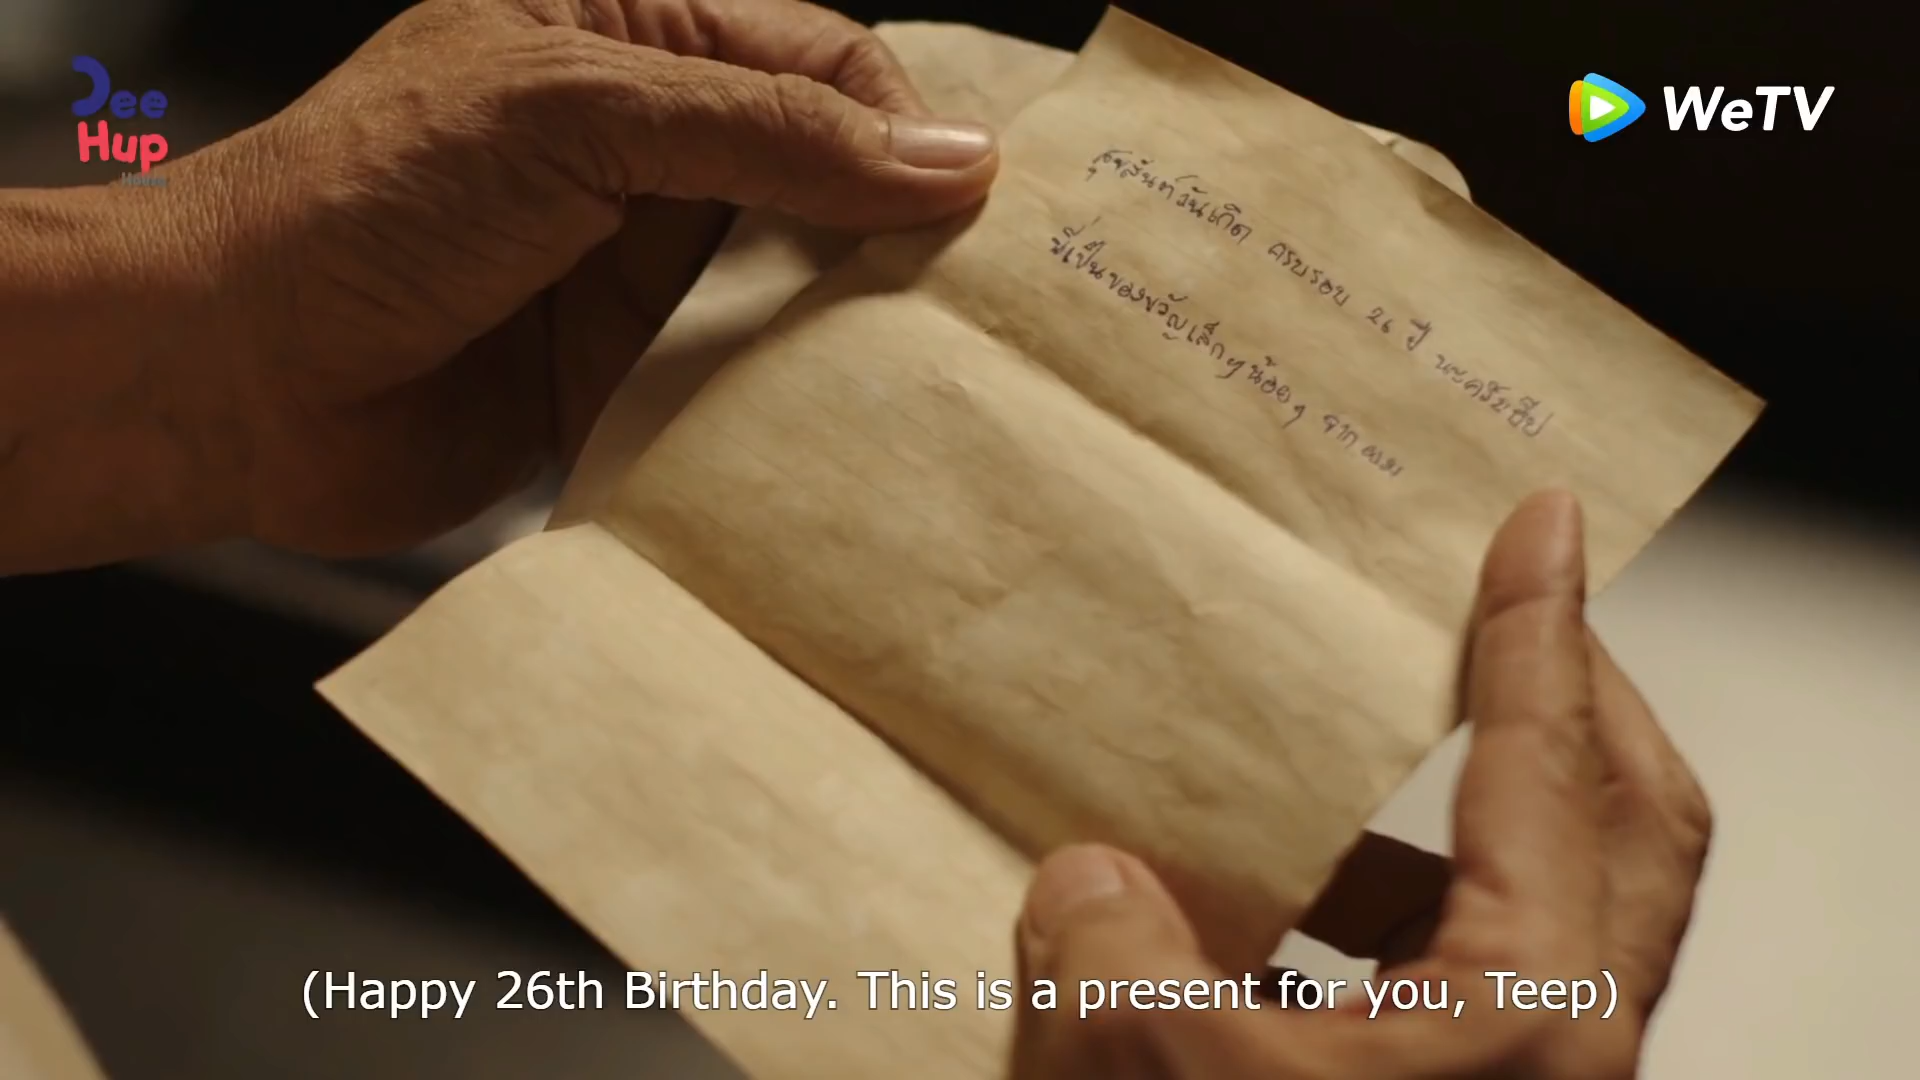 Dee
Hup
House
WeTV
สุขสันต์วันเกิด ครบรอบ 26 ปี นะครับธีป
นี่เป็นของขวัญเล็กๆน้อยๆ จากผม
(Happy 26th Birthday. This is a present for you, Teep)